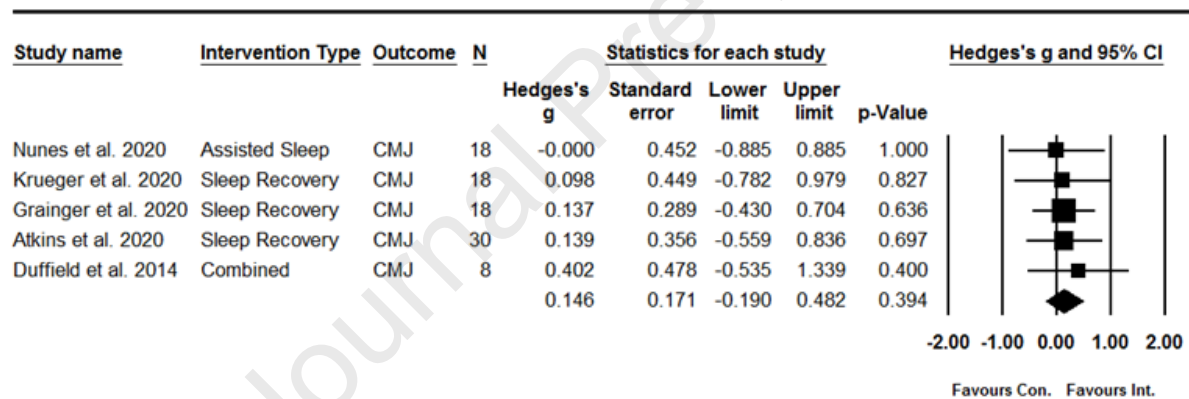 Study name Intervention Type Outcome N Statistics for each study Hedges's g and 95% CI
Hedges's g Standard error Lower limit Upper limit p-Value
Nunes et al. 2020 Assisted Sleep CMJ 18 -0.000 0.452 -0.885 0.885 1.000
Krueger et al. 2020 Sleep Recovery CMJ 18 0.098 0.449 -0.782 0.979 0.827
Grainger et al. 2020 Sleep Recovery CMJ 18 0.137 0.289 -0.430 0.704 0.636
Atkins et al. 2020 Sleep Recovery CMJ 30 0.139 0.356 -0.559 0.836 0.697
Duffield et al. 2014 Combined CMJ 8 0.402 0.478 -0.535 1.339 0.400
0.146 0.171 -0.190 0.482 0.394
-2.00 -1.00 0.00 1.00 2.00
Favours Con. Favours Int.
Journal Pre